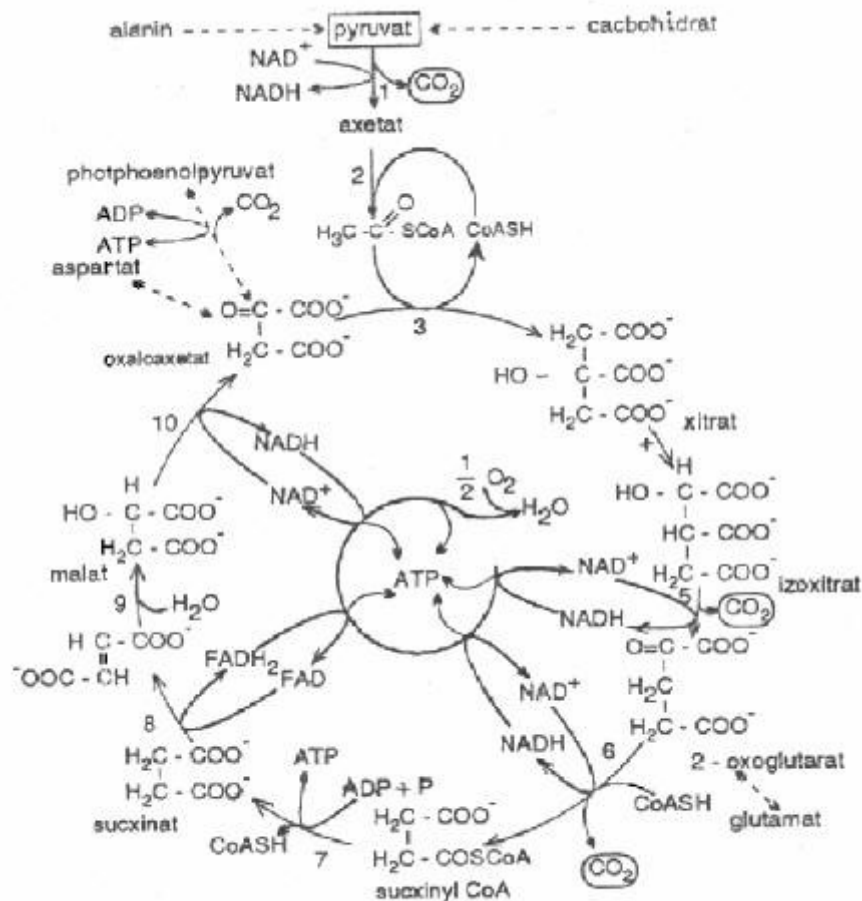 alanin
pyruvat
cacbohidrat
NAD⁺
NADH
1
CO₂
axetat
2
photphoenolpyruvat
ADP
CO₂
ATP
aspartat
O
H₃C - C - SCoA CoASH
O=C - COO⁻
H₂C - COO⁻
oxaloaxetat
3
H₂C - COO⁻
HO - C - COO⁻
H₂C - COO⁻
xitrat
H
HO - C - COO⁻
HC - COO⁻
H₂C - COO⁻
izoxitrat
10
NADH
NAD⁺
1/2 O₂
H₂O
ATP
NAD⁺
NADH
5
CO₂
H
HO - C - COO⁻
H₂C - COO⁻
malat
9
H₂O
H C - COO⁻
⁻OOC - CH
FADH₂
FAD
NAD⁺
NADH
O=C - COO⁻
H₂C
H₂C - COO⁻
2 - oxoglutarat
glutamat
6
CoASH
CO₂
8
H₂C - COO⁻
H₂C - COO⁻
sucxinat
ATP
ADP + P
CoASH
7
H₂C - COO⁻
H₂C - COSCoA
sucxinyl CoA